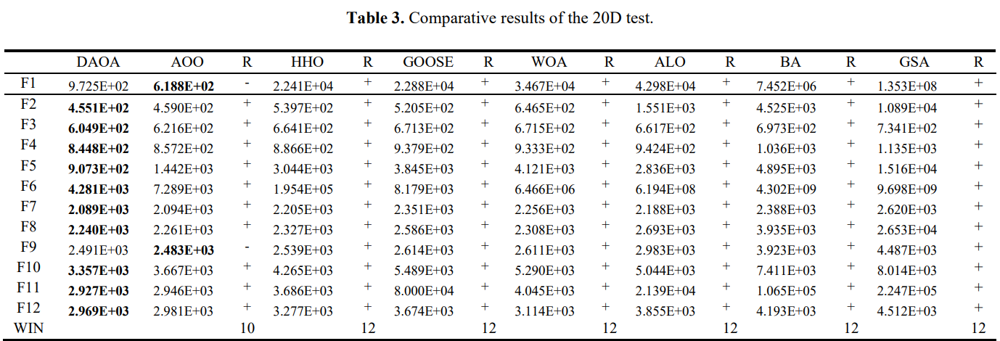 Table 3. Comparative results of the 20D test.
DAOA AOO R HHO R GOOSE R WOA R ALO R BA R GSA R
F1 9.725E+02 6.188E+02 - 2.241E+04 + 2.288E+04 + 3.467E+04 + 4.298E+04 + 7.452E+06 + 1.353E+08 +
F2 4.551E+02 4.590E+02 + 5.397E+02 + 5.205E+02 + 6.465E+02 + 1.551E+03 + 4.525E+03 + 1.089E+04 +
F3 6.049E+02 6.216E+02 + 6.641E+02 + 6.713E+02 + 6.715E+02 + 6.617E+02 + 6.973E+02 + 7.341E+02 +
F4 8.448E+02 8.572E+02 + 8.866E+02 + 9.379E+02 + 9.333E+02 + 9.424E+02 + 1.036E+03 + 1.135E+03 +
F5 9.073E+02 1.442E+03 + 3.044E+03 + 3.845E+03 + 4.121E+03 + 2.836E+03 + 4.895E+03 + 1.516E+04 +
F6 4.281E+03 7.289E+03 + 1.954E+05 + 8.179E+03 + 6.466E+06 + 6.194E+08 + 4.302E+09 + 9.698E+09 +
F7 2.089E+03 2.094E+03 + 2.205E+03 + 2.351E+03 + 2.256E+03 + 2.188E+03 + 2.388E+03 + 2.620E+03 +
F8 2.240E+03 2.261E+03 + 2.327E+03 + 2.586E+03 + 2.308E+03 + 2.693E+03 + 3.935E+03 + 2.653E+04 +
F9 2.491E+03 2.483E+03 - 2.539E+03 + 2.614E+03 + 2.611E+03 + 2.983E+03 + 3.923E+03 + 4.487E+03 +
F10 3.357E+03 3.667E+03 + 4.265E+03 + 5.489E+03 + 5.290E+03 + 5.044E+03 + 7.411E+03 + 8.014E+03 +
F11 2.927E+03 2.946E+03 + 3.686E+03 + 8.000E+04 + 4.045E+03 + 2.139E+04 + 1.065E+05 + 2.247E+05 +
F12 2.969E+03 2.981E+03 + 3.277E+03 + 3.674E+03 + 3.114E+03 + 3.855E+03 + 4.193E+03 + 4.512E+03 +
WIN 10 12 12 12 12 12 12